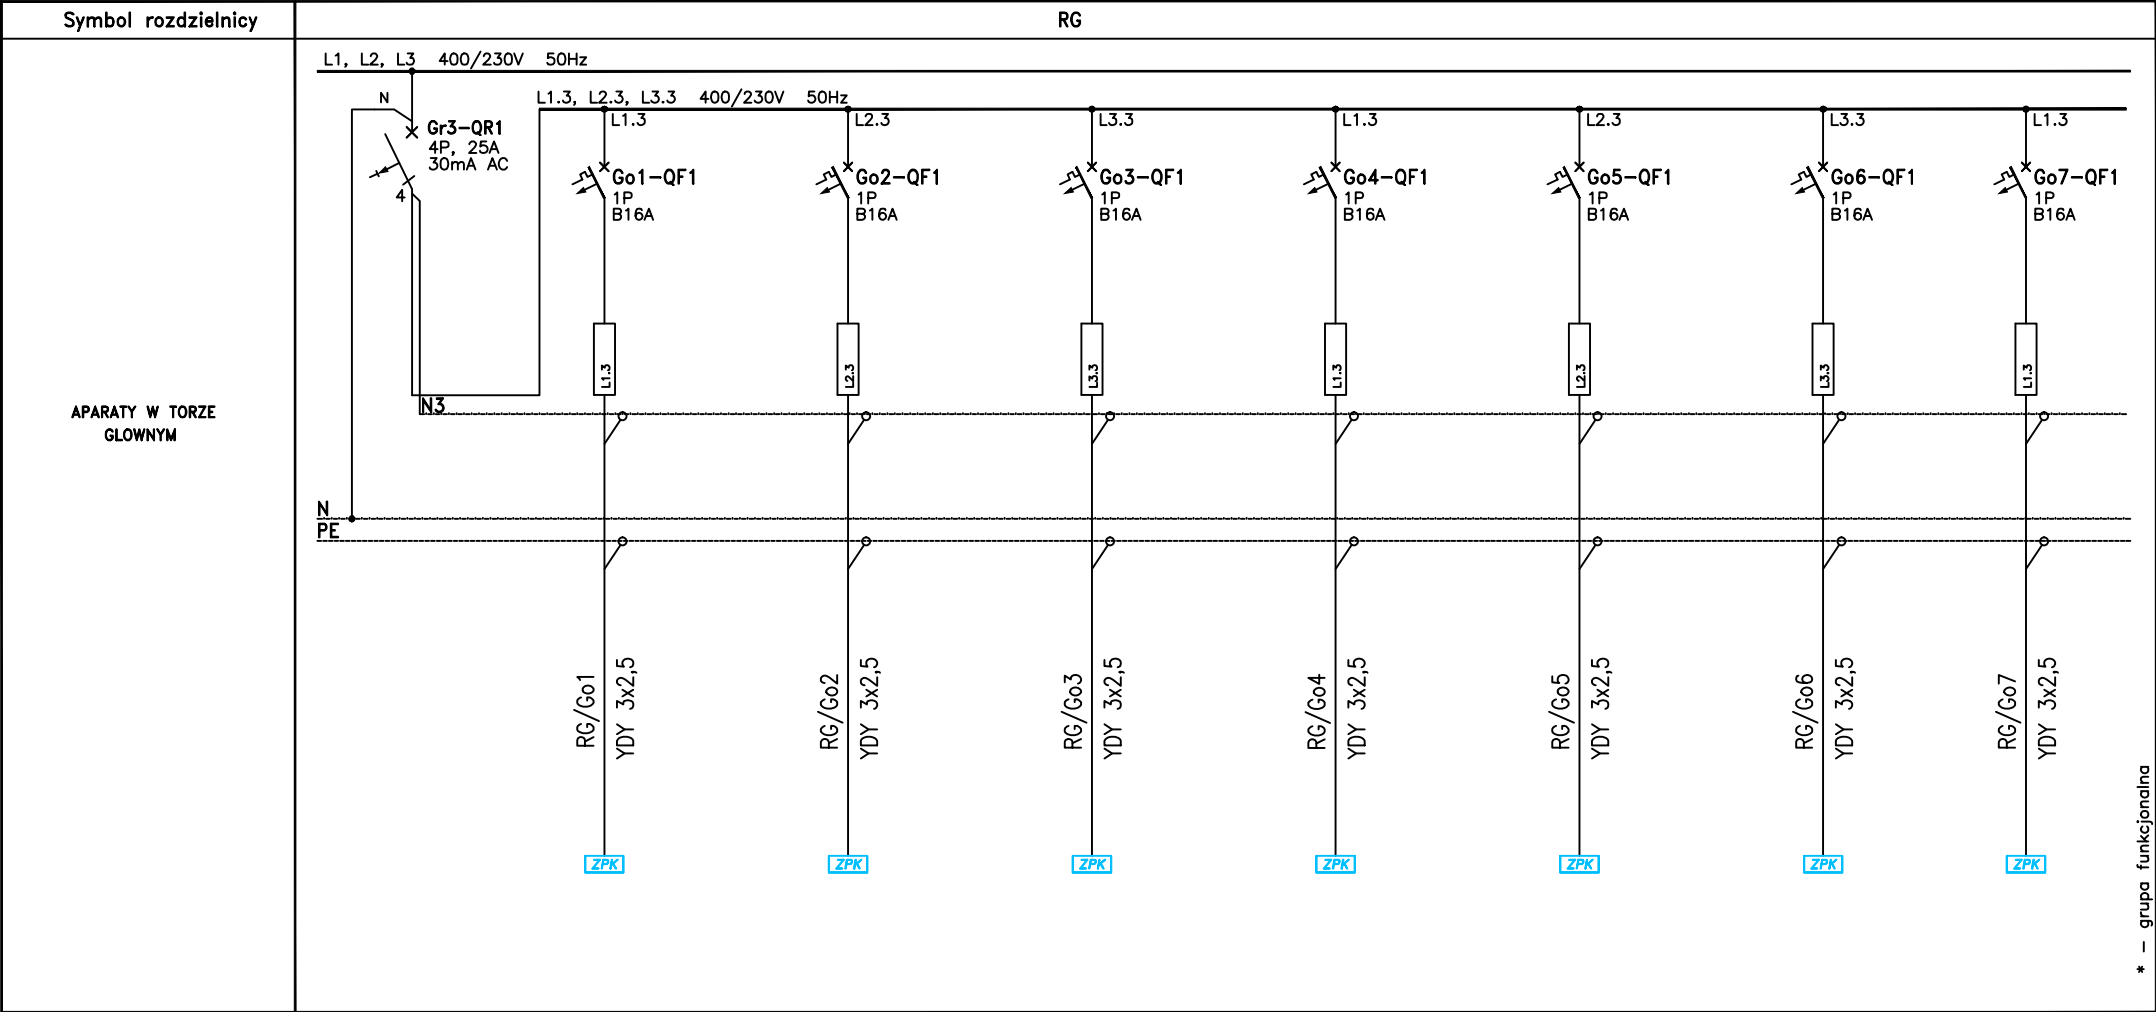 Symbol rozdzielnicy
RG
L1, L2, L3 400/230V 50Hz
N
L1.3, L2.3, L3.3 400/230V 50Hz
Gr3-QR1
4P, 25A
30mA AC
4
L1.3
L2.3
L3.3
L1.3
L2.3
L3.3
L1.3
Go1-QF1
1P
B16A
Go2-QF1
1P
B16A
Go3-QF1
1P
B16A
Go4-QF1
1P
B16A
Go5-QF1
1P
B16A
Go6-QF1
1P
B16A
Go7-QF1
1P
B16A
L1.3
L2.3
L3.3
L1.3
L2.3
L3.3
L1.3
APARATY W TORZE
GLOWNYM
N3
N
PE
RG/Go1
YDY 3x2,5
RG/Go2
YDY 3x2,5
RG/Go3
YDY 3x2,5
RG/Go4
YDY 3x2,5
RG/Go5
YDY 3x2,5
RG/Go6
YDY 3x2,5
RG/Go7
YDY 3x2,5
ZPK
ZPK
ZPK
ZPK
ZPK
ZPK
ZPK
* - grupa funkcjonalna